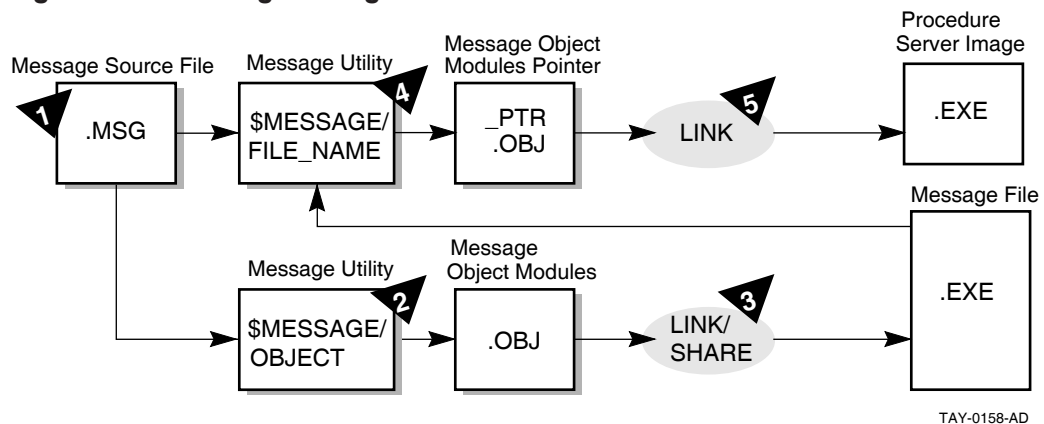 Procedure
Server Image
Message Object
Modules Pointer
Message Utility
Message Source File
1
4
5
.MSG
$MESSAGE/
FILE_NAME
_PTR
.OBJ
LINK
.EXE
Message File
Message Utility
Message
Object Modules
2
3
$MESSAGE/
OBJECT
.OBJ
LINK/
SHARE
.EXE
TAY-0158-AD